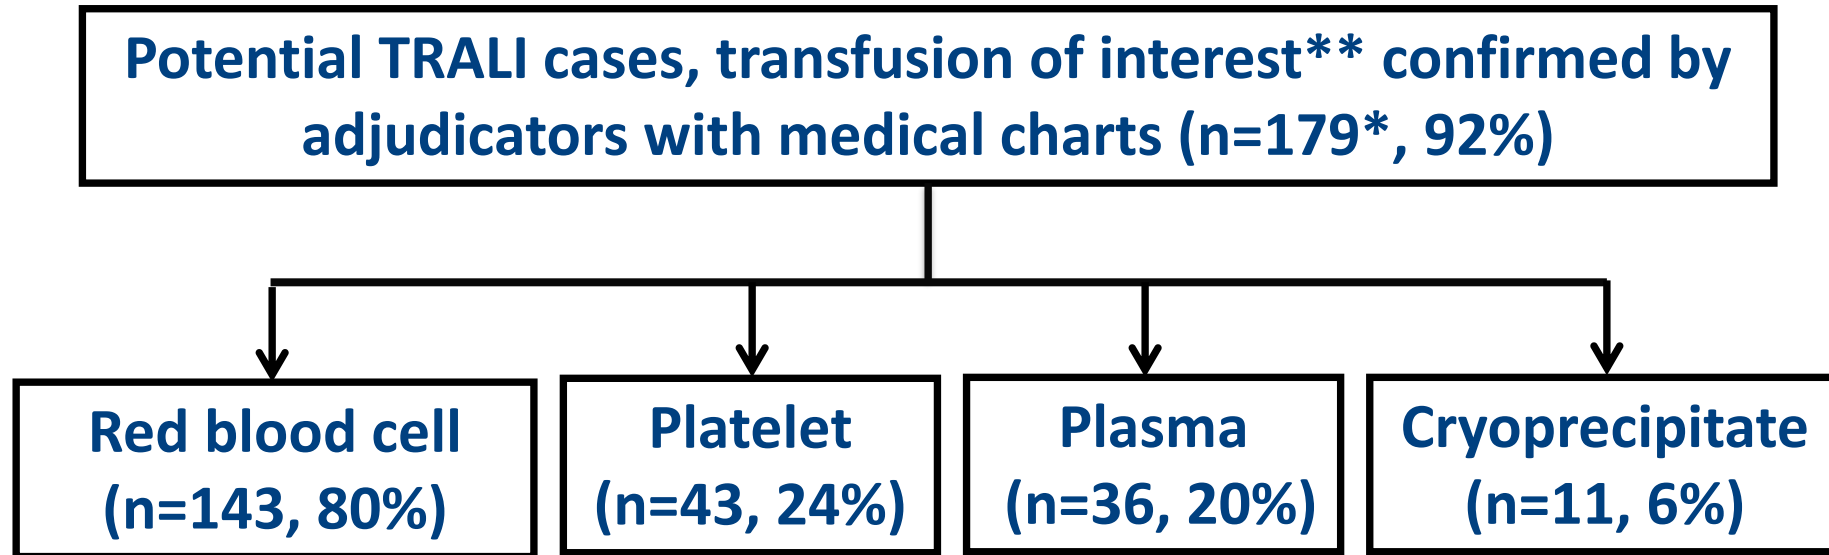 Potential TRALI cases, transfusion of interest** confirmed by
adjudicators with medical charts (n=179*, 92%)
Red blood cell
(n=143, 80%)
Platelet
(n=43, 24%)
Plasma
(n=36, 20%)
Cryoprecipitate
(n=11, 6%)